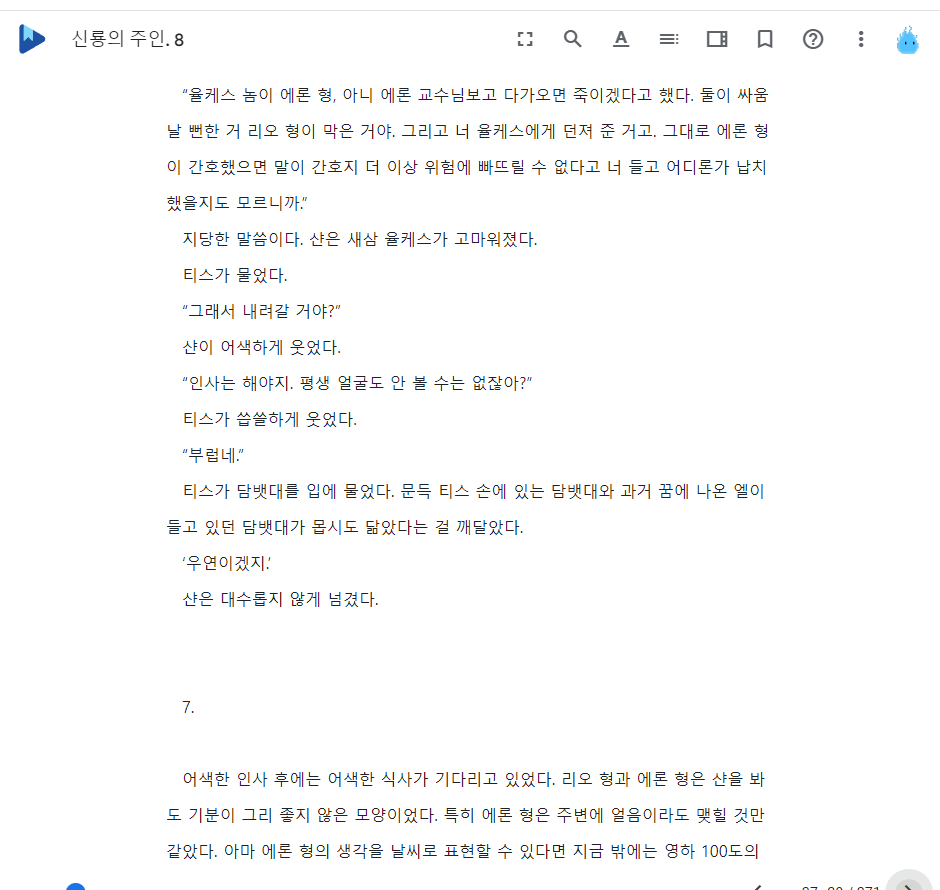 신룡의 주인. 8
“율케스 놈이 에론 형, 아니 에론 교수님보고 다가오면 죽이겠다고 했다. 둘이 싸움
날 뻔한 거 리오 형이 막은 거야. 그리고 너 율케스에게 던져 준 거고. 그대로 에론 형
이 간호했으면 말이 간호지 더 이상 위험에 빠뜨릴 수 없다고 너 들고 어디론가 납치
했을지도 모르니까.”
지당한 말씀이다. 샨은 새삼 율케스가 고마워졌다.
티스가 물었다.
“그래서 내려갈 거야?”
샨이 어색하게 웃었다.
“인사는 해야지. 평생 얼굴도 안 볼 수는 없잖아?”
티스가 씁쓸하게 웃었다.
“부럽네.”
티스가 담뱃대를 입에 물었다. 문득 티스 손에 있는 담뱃대와 과거 꿈에 나온 엘이
들고 있던 담뱃대가 몹시도 닮았다는 걸 깨달았다.
‘우연이겠지.’
샨은 대수롭지 않게 넘겼다.
7.
어색한 인사 후에는 어색한 식사가 기다리고 있었다. 리오 형과 에론 형은 샨을 봐
도 기분이 그리 좋지 않은 모양이었다. 특히 에론 형은 주변에 얼음이라도 맺힐 것만
같았다. 아마 에론 형의 생각을 날씨로 표현할 수 있다면 지금 밖에는 영하 100도의